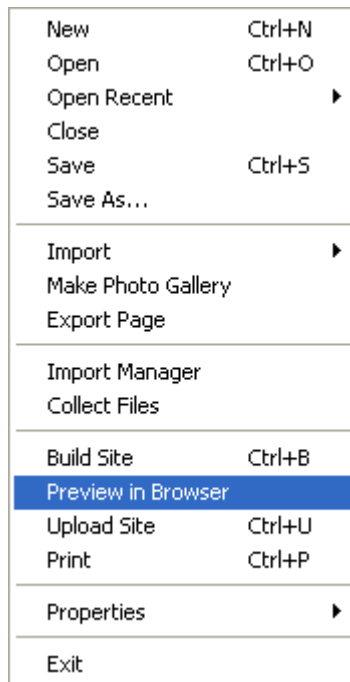 New Ctrl+N
Open Ctrl+O
Open Recent
Close
Save Ctrl+S
Save As...
Import
Make Photo Gallery
Export Page
Import Manager
Collect Files
Build Site Ctrl+B
Preview in Browser
Upload Site Ctrl+U
Print Ctrl+P
Properties
Exit